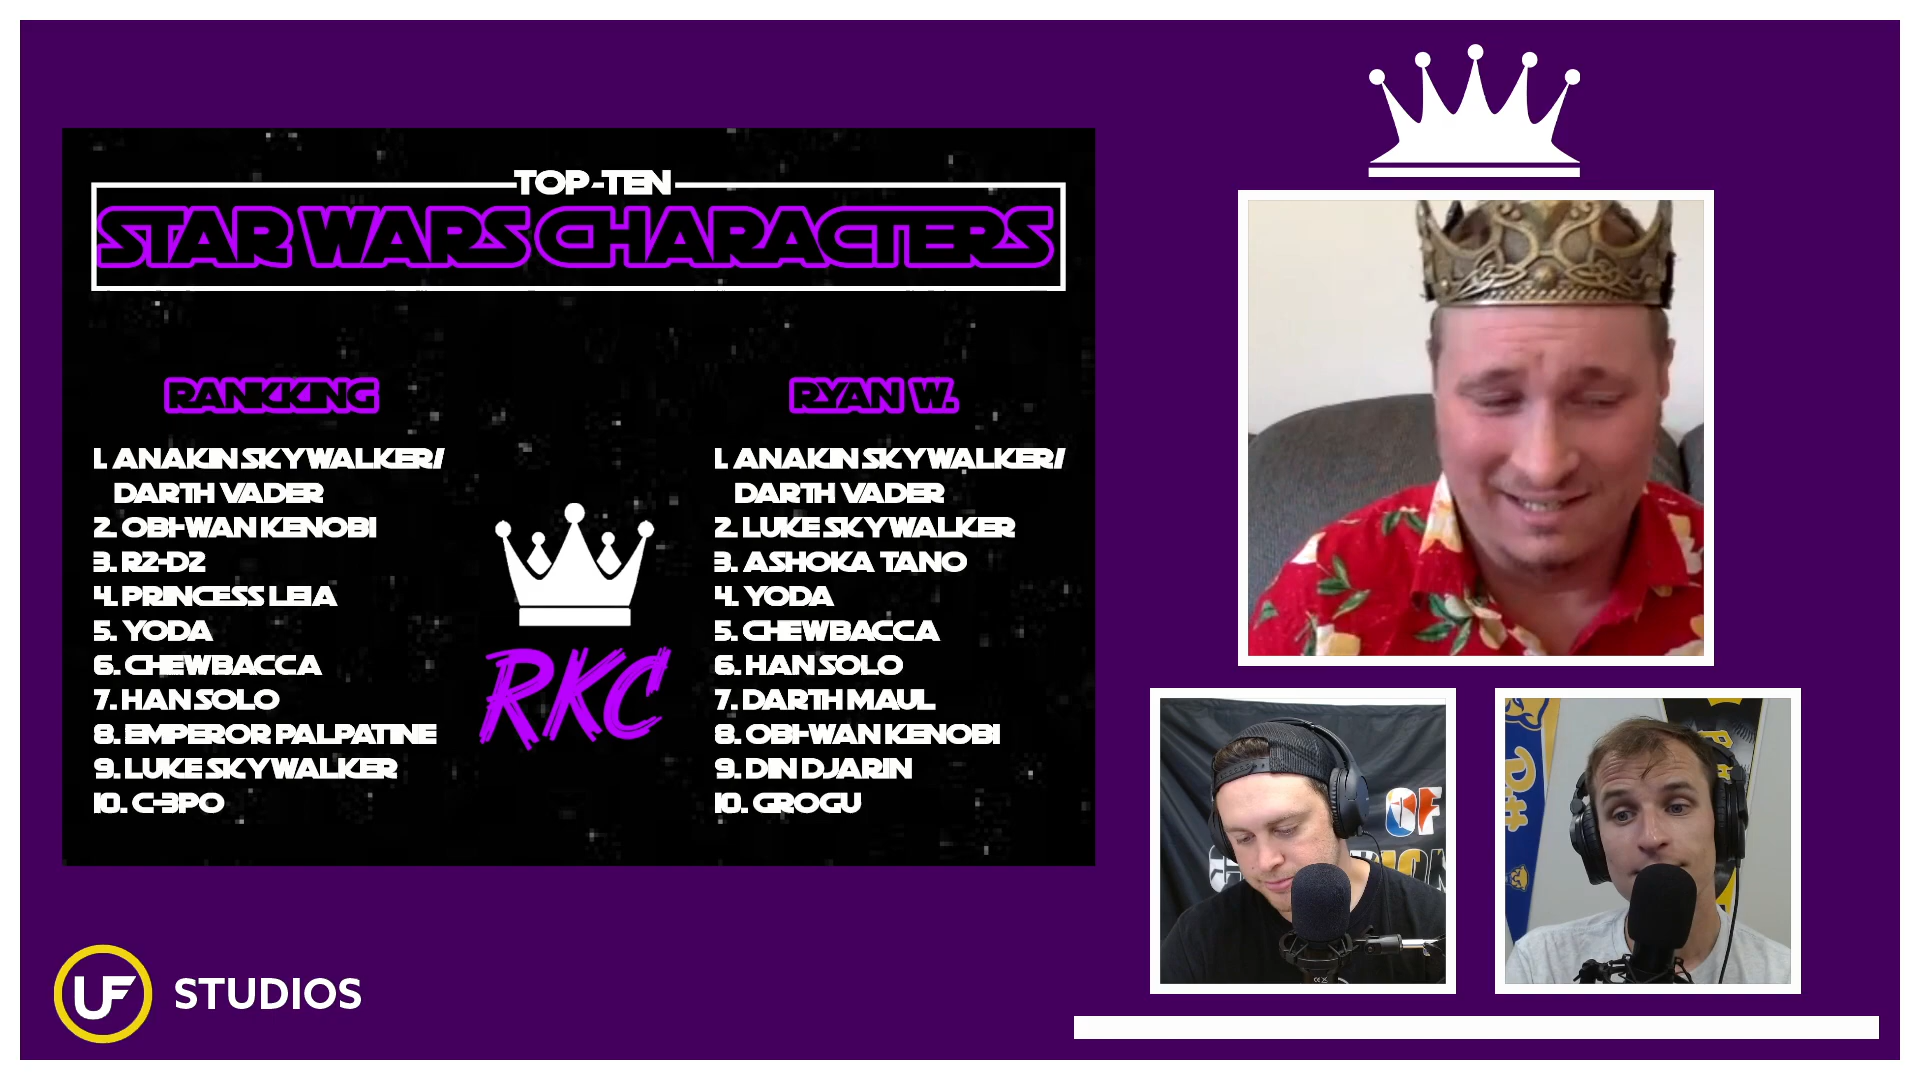 TOP-TEN
STAR WARS CHARACTERS
RANKKING
1. ANAKIN SKYWALKER/
DARTH VADER
2. OBI-WAN KENOBI
3. R2-D2
4. PRINCESS LEIA
5. YODA
6. CHEWBACCA
7. HAN SOLO
8. EMPEROR PALPATINE
9. LUKE SKYWALKER
10. C-3PO
RKC
RYAN W.
1. ANAKIN SKYWALKER/
DARTH VADER
2. LUKE SKYWALKER
3. ASHOKA TANO
4. YODA
5. CHEWBACCA
6. HAN SOLO
7. DARTH MAUL
8. OBI-WAN KENOBI
9. DIN DJARIN
10. GROGU
OF
UF STUDIOS